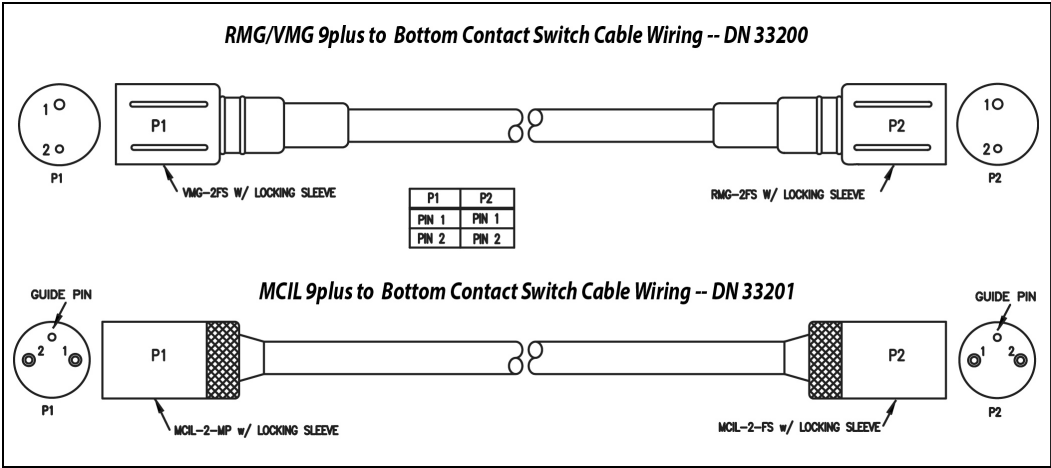 RMG/VMG 9plus to Bottom Contact Switch Cable Wiring -- DN 33200
1
2
P1
P1
VMG-2FS W/ LOCKING SLEEVE
P2
RMG-2FS W/ LOCKING SLEEVE
1
2
P2
P1 P2
PIN 1 PIN 1
PIN 2 PIN 2
MCIL 9plus to Bottom Contact Switch Cable Wiring -- DN 33201
GUIDE PIN
2 1
P1
P1
MCIL-2-MP w/ LOCKING SLEEVE
P2
MCIL-2-FS w/ LOCKING SLEEVE
GUIDE PIN
1 2
P2